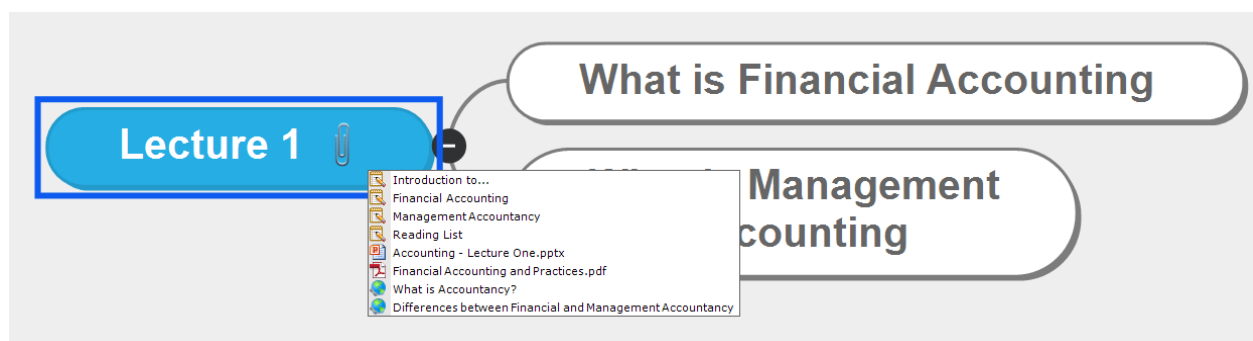 What is Financial Accounting
Lecture 1
Management
counting
Introduction to...
Financial Accounting
Management Accountancy
Reading List
Accounting - Lecture One.pptx
Financial Accounting and Practices.pdf
What is Accountancy?
Differences between Financial and Management Accountancy